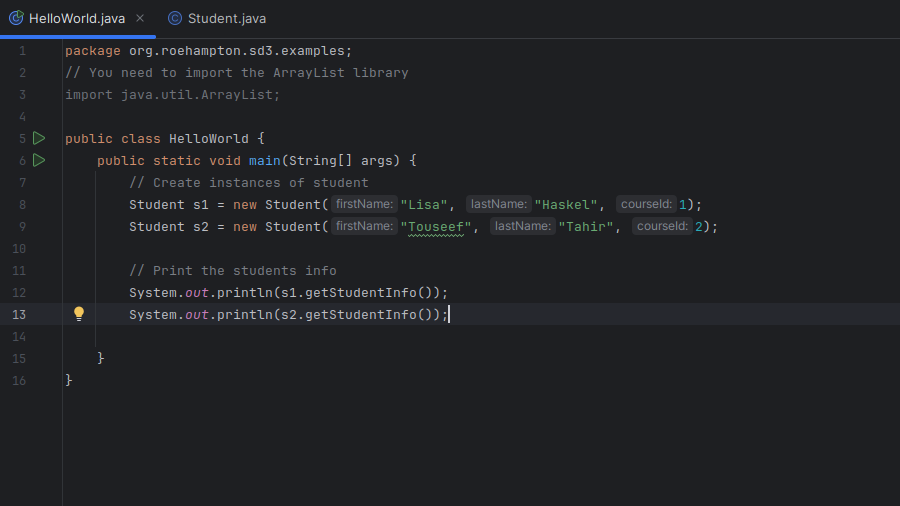 HelloWorld.java × Student.java
1 package org.roehampton.sd3.examples;
2 // You need to import the ArrayList library
3 import java.util.ArrayList;
4
5 public class HelloWorld {
6 public static void main(String[] args) {
7 // Create instances of student
8 Student s1 = new Student( firstName: "Lisa", lastName: "Haskel", courseId: 1);
9 Student s2 = new Student( firstName: "Touseef", lastName: "Tahir", courseId: 2);
10
11 // Print the students info
12 System.out.println(s1.getStudentInfo());
13 System.out.println(s2.getStudentInfo());
14
15 }
16 }